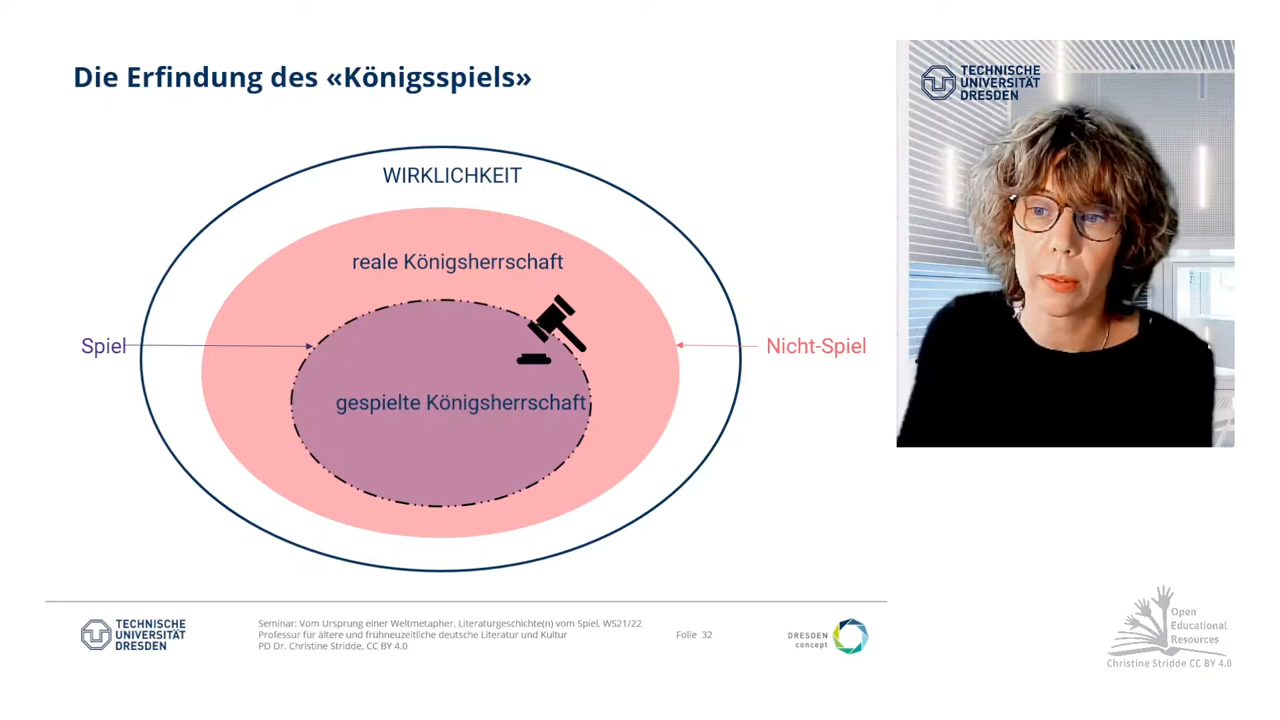 Die Erfindung des «Königsspiels»
WIRKLICHKEIT
reale Königsherrschaft
Spiel
Nicht-Spiel
gespielte Königsherrschaft
TECHNISCHE
UNIVERSITÄT
DRESDEN
TECHNISCHE
UNIVERSITÄT
DRESDEN
Seminar: Vom Ursprung einer Weltmetapher. Literaturgeschichte(n) vom Spiel, WS21/22
Professur für ältere und frühneuzeitliche deutsche Literatur und Kultur
PD Dr. Christine Stridde, CC BY 4.0
Folie 32
DRESDEN
concept
Open
Educational
Resources
Christine Stridde CC BY 4.0